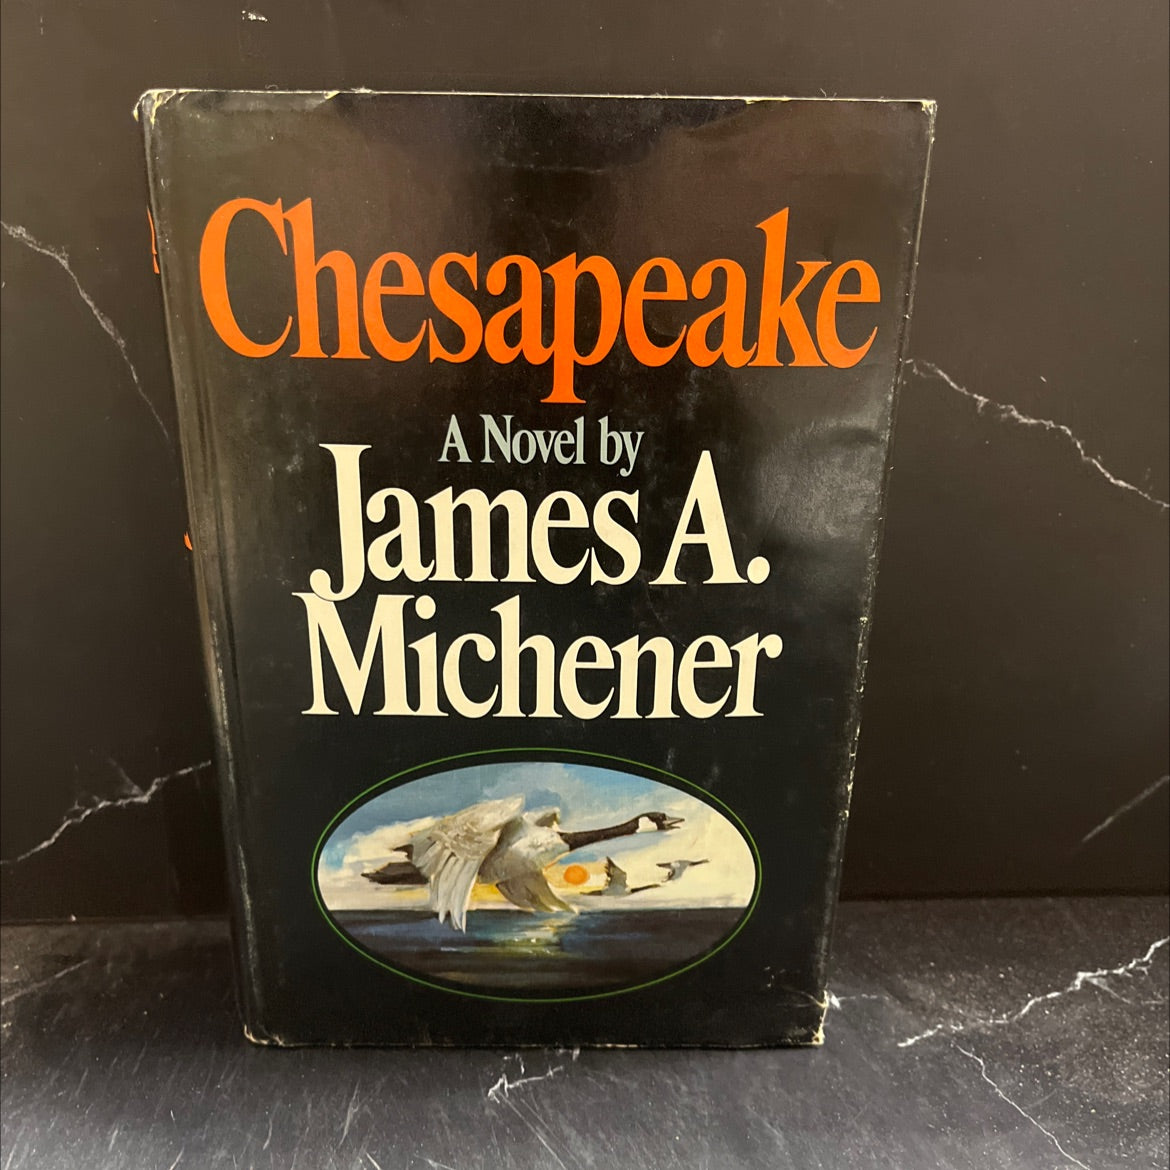 Chesapeake
A Novel by
James A.
Michener